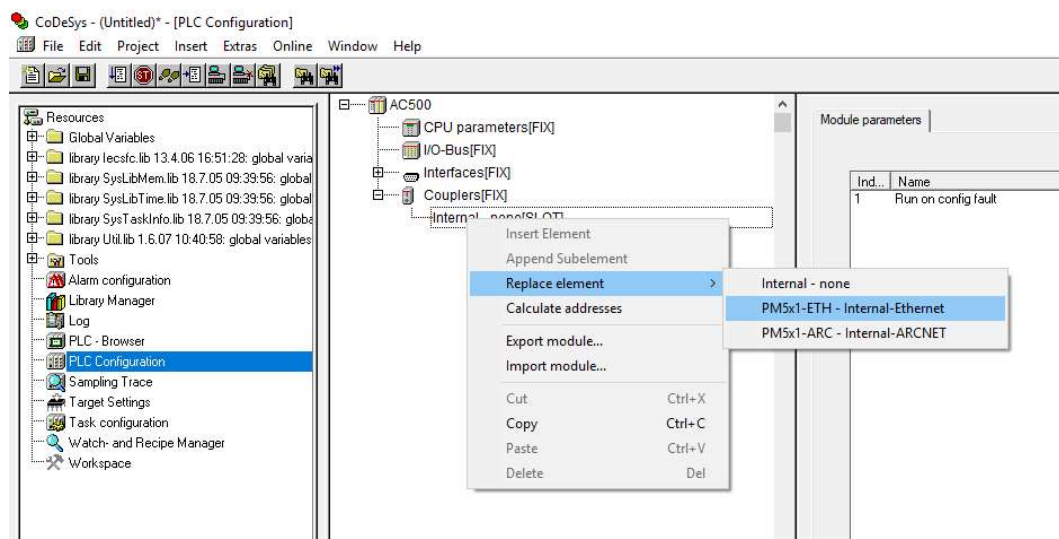 CoDeSys - (Untitled)* - [PLC Configuration]
File Edit Project Insert Extras Online Window Help
Resources
Global Variables
library Iecsfc.lib 13.4.06 16:51:28: global varia
library SysLibMem.lib 18.7.05 09:39:56: global
library SysLibTime.lib 18.7.05 09:39:56: global
library SysTaskInfo.lib 18.7.05 09:39:56: globa
library Util.lib 1.6.07 10:40:58: global variables
Tools
Alarm configuration
Library Manager
Log
PLC - Browser
PLC Configuration
Sampling Trace
Target Settings
Task configuration
Watch- and Recipe Manager
Workspace
AC500
CPU parameters[FIX]
I/O-Bus[FIX]
Interfaces[FIX]
Couplers[FIX]
Internal - none[SLOT]
Insert Element
Append Subelement
Replace element >
Calculate addresses
Export module...
Import module...
Cut Ctrl+X
Copy Ctrl+C
Paste Ctrl+V
Delete Del
Internal - none
PM5x1-ETH - Internal-Ethernet
PM5x1-ARC - Internal-ARCNET
Module parameters
Ind... Name
1 Run on config fault